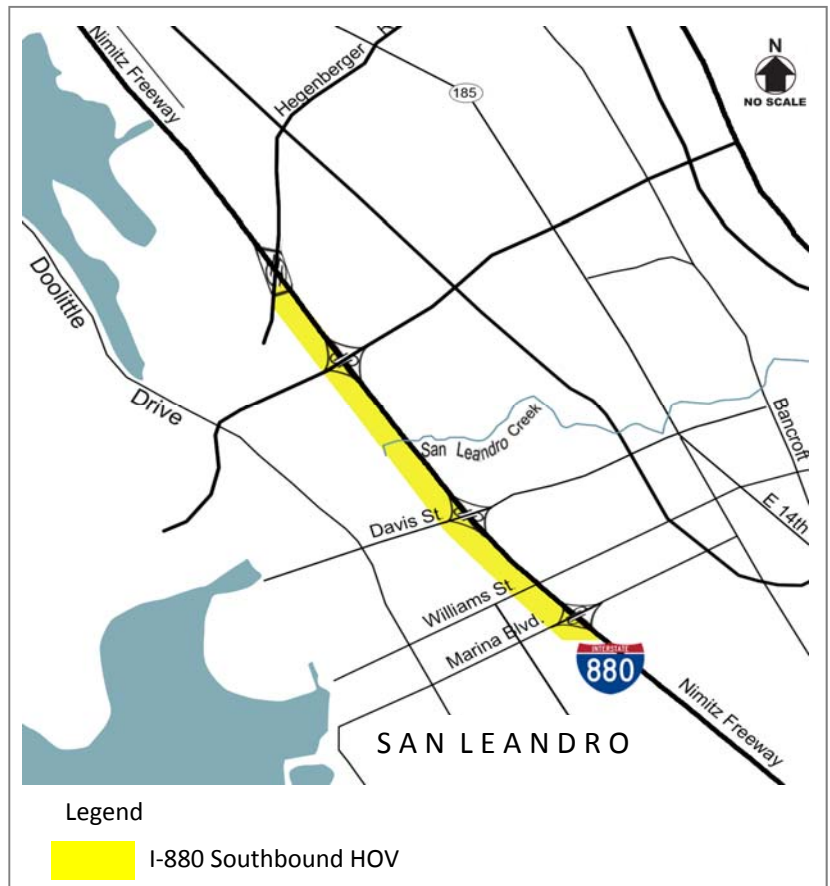 Nimitz Freeway
Hegenberger
185
N
NO SCALE
Doolittle
Drive
San Leandro Creek
Bancroft
Davis St.
E 14th
Williams St.
Marina Blvd.
INTERSTATE
880
Nimitz Freeway
SAN LEANDRO
Legend
I-880 Southbound HOV